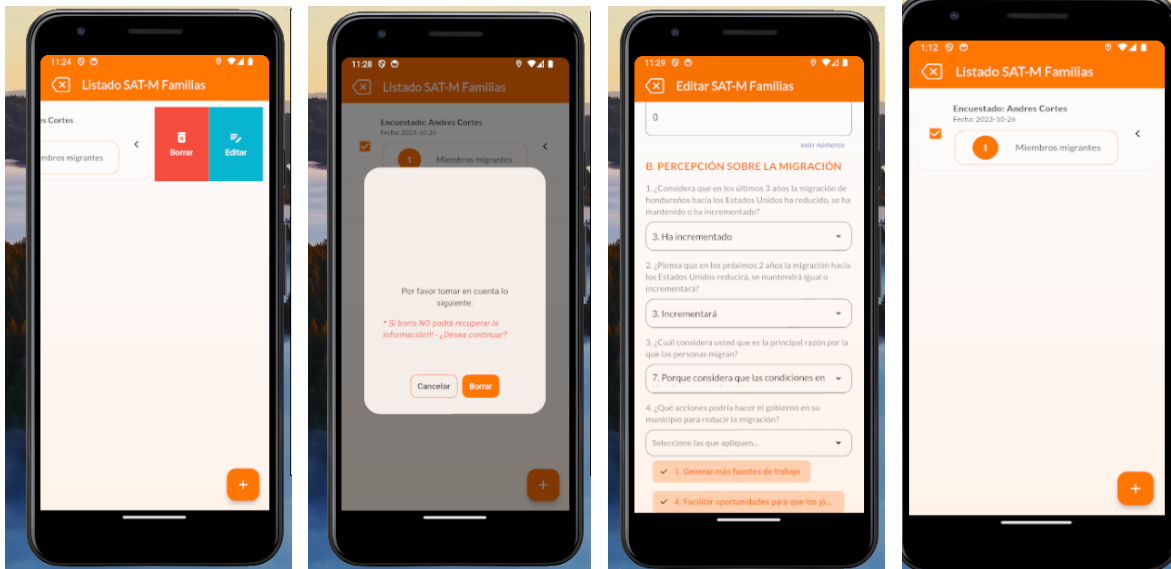 11:24
Listado SAT-M Familias
es Cortes
mbros migrantes
Borrar
Editar
11:28
Listado SAT-M Familias
Encuestado: Andres Cortes
Fecha: 2023-10-26
1 Miembros migrantes
Por favor tomar en cuenta lo
siguiente:
* Si borra NO podrá recuperar la
información!!! - ¿Desea continuar?
Cancelar
Borrar
+
11:29
Editar SAT-M Familias
0
solo números
B. PERCEPCIÓN SOBRE LA MIGRACIÓN
1. ¿Considera que en los últimos 3 años la migración de
hondureños hacia los Estados Unidos ha reducido, se ha
mantenido o ha incrementado?
3. Ha incrementado
2. ¿Piensa que en los próximos 2 años la migración hacia
los Estados Unidos reducirá, se mantendrá igual o
incrementará?
3. Incrementará
3. ¿Cuál considera usted que es la principal razón por la
que las personas migran?
7. Porque considera que las condiciones en
4. ¿Qué acciones podría hacer el gobierno en su
municipio para reducir la migración?
Seleccione las que apliquen...
1. Generar más fuentes de trabajo
4. Facilitar oportunidades para que los jó...
1:12
Listado SAT-M Familias
Encuestado: Andres Cortes
Fecha: 2023-10-26
1 Miembros migrantes
+